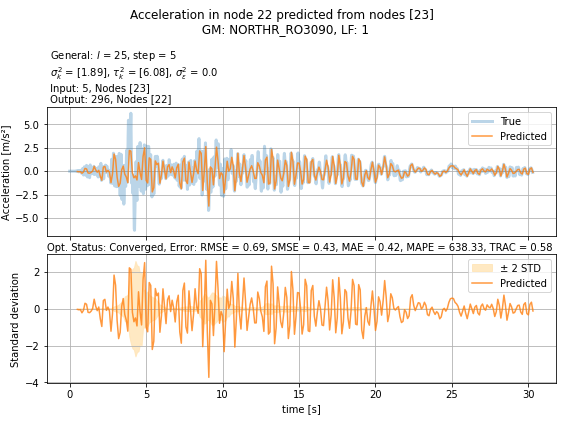 Acceleration in node 22 predicted from nodes [23]
GM: NORTHR_RO3090, LF: 1
General: l = 25, step = 5
σ²ₖ = [1.89], τ²ₖ = [6.08], σ²ε = 0.0
Input: 5, Nodes [23]
Output: 296, Nodes [22]
Acceleration [m/s²]
5.0
2.5
0.0
−2.5
−5.0
True
Predicted
Opt. Status: Converged, Error: RMSE = 0.69, SMSE = 0.43, MAE = 0.42, MAPE = 638.33, TRAC = 0.58
Standard deviation
2
0
−2
−4
± 2 STD
Predicted
0 5 10 15 20 25 30
time [s]